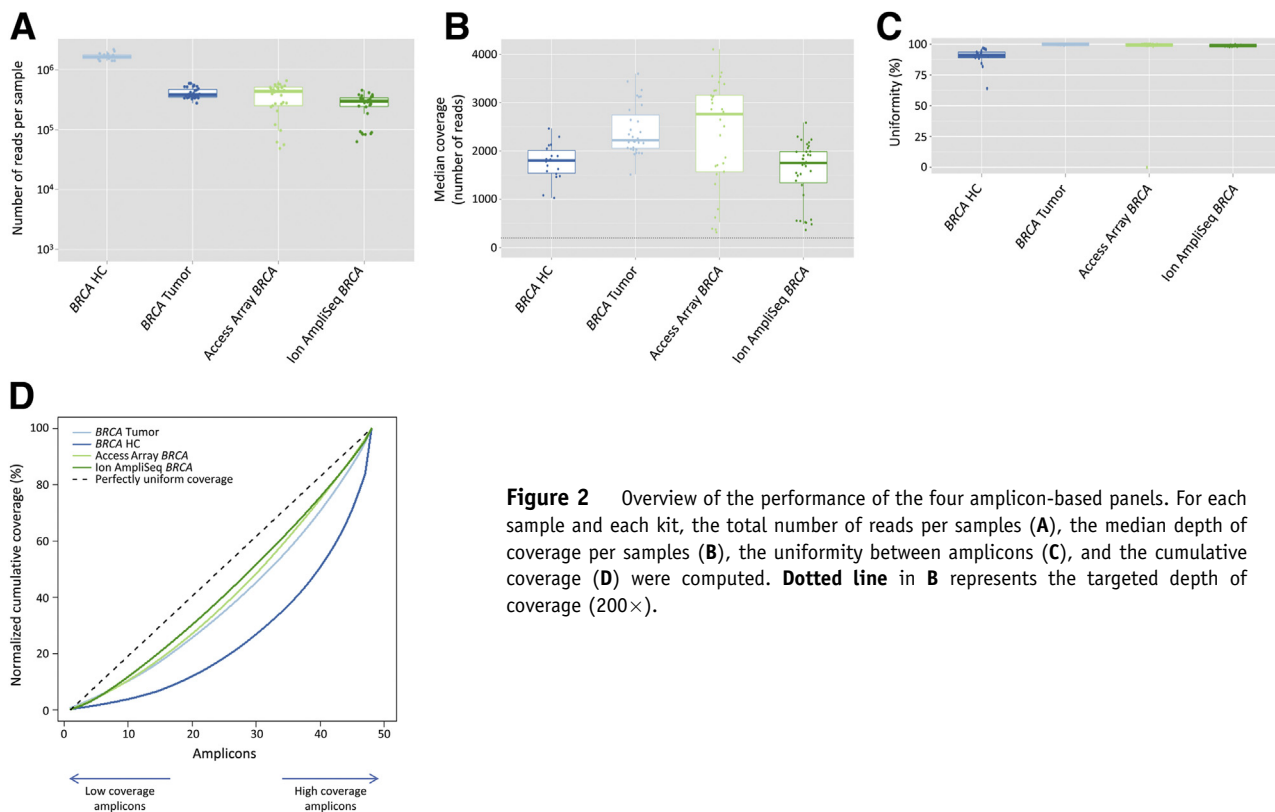 A
Number of reads per sample
10⁶
10⁵
10⁴
10³
BRCA HC
BRCA Tumor
Access Array BRCA
Ion AmpliSeq BRCA
B
Median coverage
(number of reads)
4000
3000
2000
1000
0
BRCA HC
BRCA Tumor
Access Array BRCA
Ion AmpliSeq BRCA
C
Uniformity (%)
100
75
50
25
0
BRCA HC
BRCA Tumor
Access Array BRCA
Ion AmpliSeq BRCA
D
Normalized cumulative coverage (%)
100
80
60
40
20
0
BRCA Tumor
BRCA HC
Access Array BRCA
Ion AmpliSeq BRCA
Perfectly uniform coverage
0 10 20 30 40 50
Amplicons
Low coverage
amplicons
High coverage
amplicons
Figure 2 Overview of the performance of the four amplicon-based panels. For each
sample and each kit, the total number of reads per samples (A), the median depth of
coverage per samples (B), the uniformity between amplicons (C), and the cumulative
coverage (D) were computed. Dotted line in B represents the targeted depth of
coverage (200×).